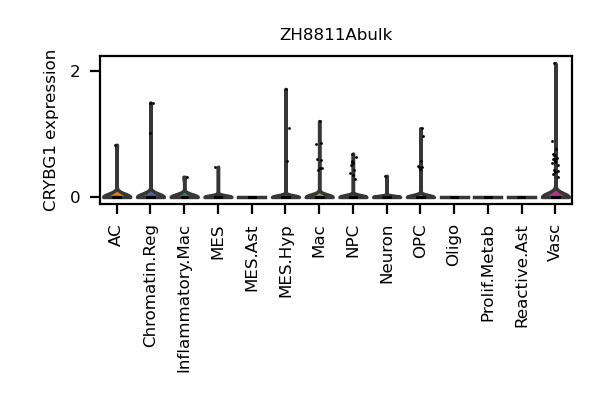 ZH8811Abulk
CRYBG1 expression
2
0
AC
Chromatin.Reg
Inflammatory.Mac
MES
MES.Ast
MES.Hyp
Mac
NPC
Neuron
OPC
Oligo
Prolif.Metab
Reactive.Ast
Vasc